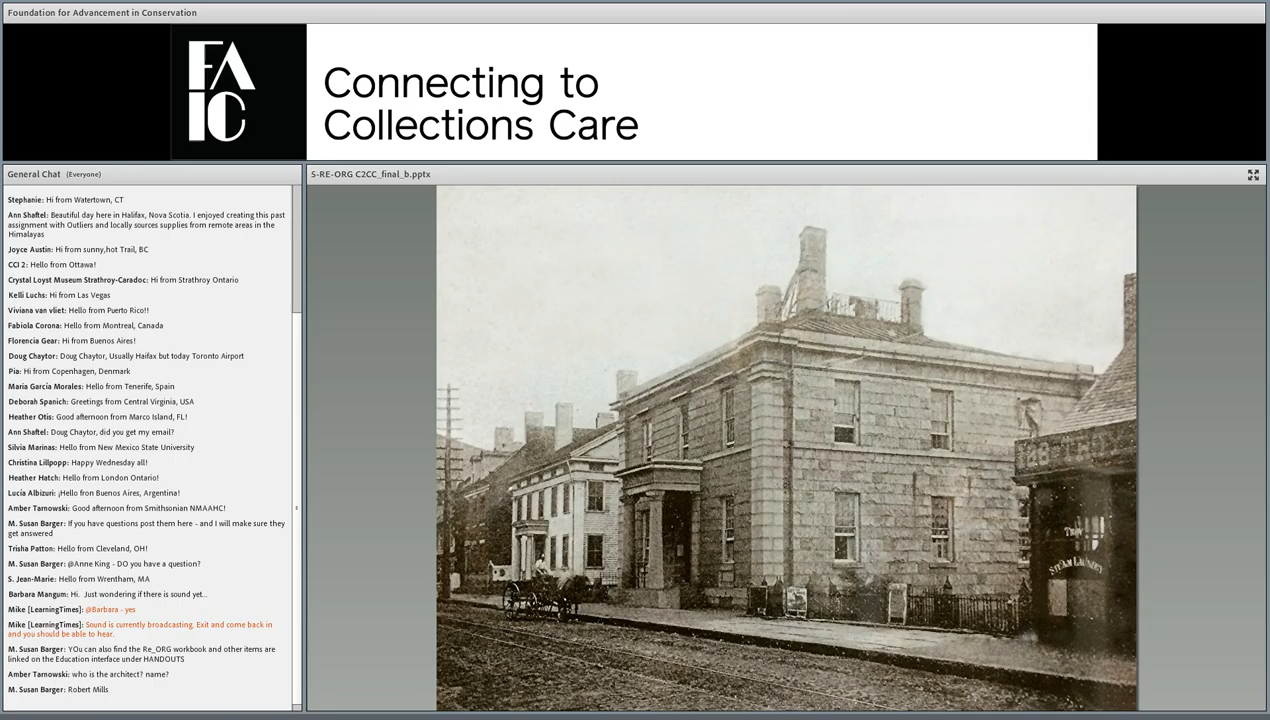 Foundation for Advancement in Conservation
FA
IC
Connecting to
Collections Care
General Chat (Everyone)
Stephanie: Hi from Watertown, CT
Ann Shaftel: Beautiful day here in Halifax, Nova Scotia. I enjoyed creating this past
assignment with Outliers and locally sources supplies from remote areas in the
Himalayas
Joyce Austin: Hi from sunny,hot Trail, BC
CCI 2: Hello from Ottawa!
Crystal Loyst Museum Strathroy-Caradoc: Hi from Strathroy Ontario
Kelli Luchs: Hi from Las Vegas
Viviana van vliet: Hello from Puerto Rico!!
Fabiola Corona: Hello from Montreal, Canada
Florencia Gear: Hi from Buenos Aires!
Doug Chaytor: Doug Chaytor, Usually Haifax but today Toronto Airport
Pia: Hi from Copenhagen, Denmark
Maria García Morales: Hello from Tenerife, Spain
Deborah Spanich: Greetings from Central Virginia, USA
Heather Otis: Good afternoon from Marco Island, FL!
Ann Shaftel: Doug Chaytor, did you get my email?
Silvia Marinas: Hello from New Mexico State University
Christina Lillpopp: Happy Wednesday all!
Heather Hatch: Hello from London Ontario!
Lucía Albizuri: ¡Hello fron Buenos Aires, Argentina!
Amber Tarnowski: Good afternoon from Smithsonian NMAAHC!
M. Susan Barger: If you have questions post them here - and I will make sure they
get answered
Trisha Patton: Hello from Cleveland, OH!
M. Susan Barger: @Anne King - DO you have a question?
S. Jean-Marie: Hello from Wrentham, MA
Barbara Mangum: Hi. Just wondering if there is sound yet...
Mike [LearningTimes]: @Barbara - yes
Mike [LearningTimes]: Sound is currently broadcasting. Exit and come back in
and you should be able to hear.
M. Susan Barger: YOu can also find the Re_ORG workbook and other items are
linked on the Education interface under HANDOUTS
Amber Tarnowski: who is the architect? name?
M. Susan Barger: Robert Mills
5-RE-ORG C2CC_final_b.pptx
STEAM LAUNDRY